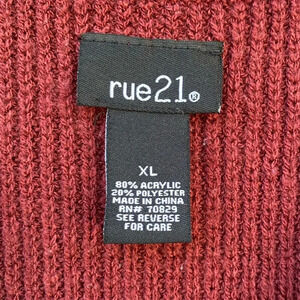 rue21®
XL
80% ACRYLIC
20% POLYESTER
MADE IN CHINA
RN# 70829
SEE REVERSE
FOR CARE